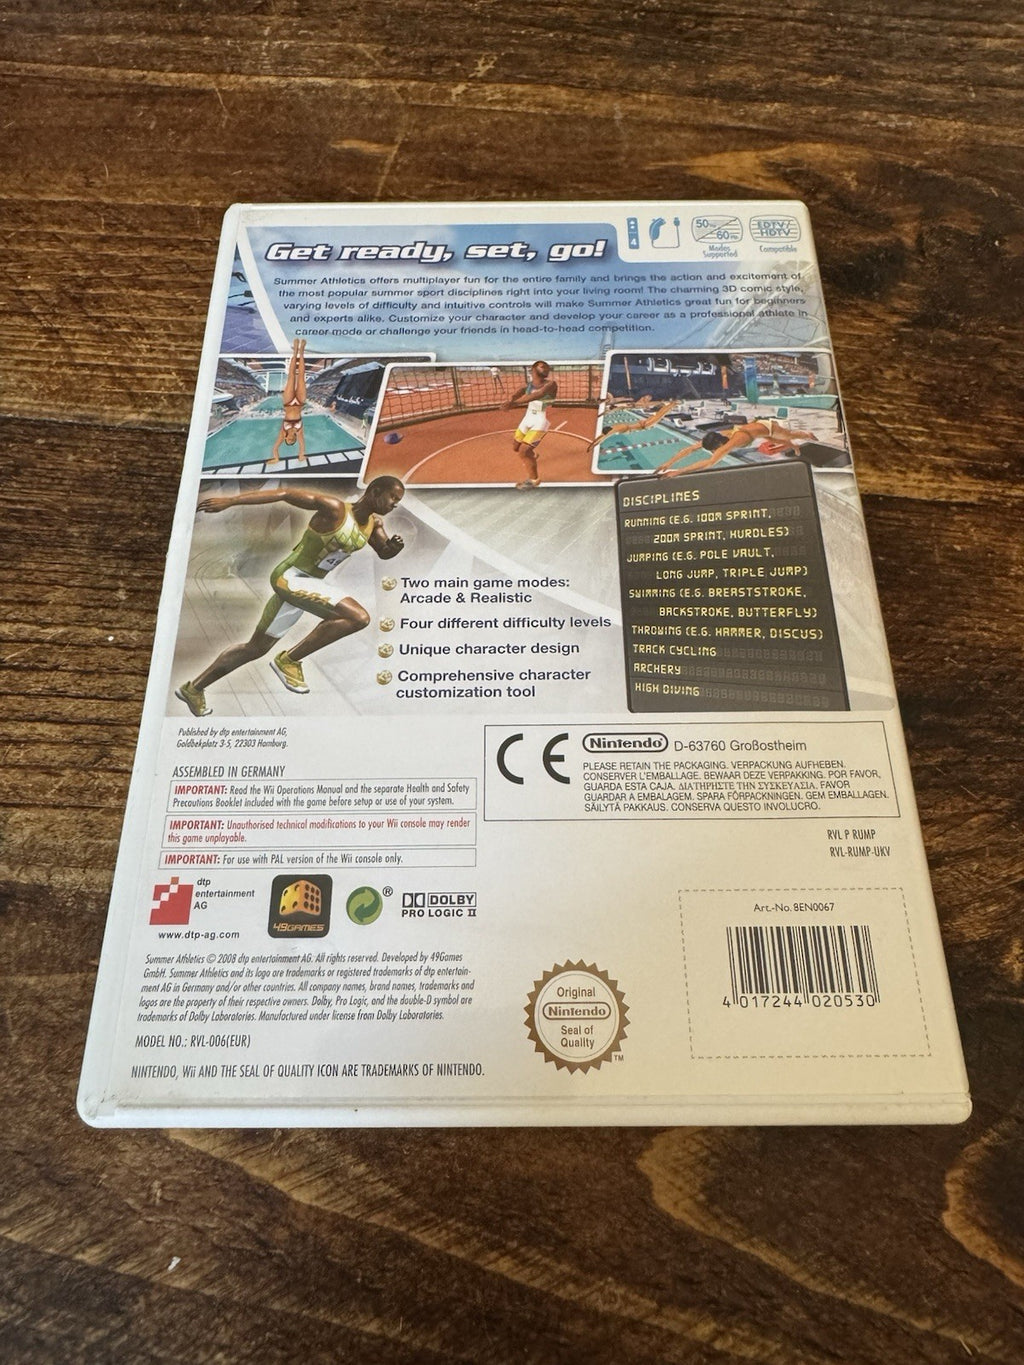 Get ready, set, go!
4
50Hz
60Hz
Modes
Supported
EDTV/
HDTV
Compatible
Summer Athletics offers multiplayer fun for the entire family and brings the action and excitement of
the most popular summer sport disciplines right into your living room! The charming 3D comic style,
varying levels of difficulty and intuitive controls will make Summer Athletics great fun for beginners
and experts alike. Customize your character and develop your career as a professional athlete in
career mode or challenge your friends in head-to-head competition.
Two main game modes:
Arcade & Realistic
Four different difficulty levels
Unique character design
Comprehensive character
customization tool
DISCIPLINES
RUNNING (E.G. 100M SPRINT,
200M SPRINT, HURDLES)
JUMPING (E.G. POLE VAULT,
LONG JUMP, TRIPLE JUMP)
SWIMMING (E.G. BREASTSTROKE,
BACKSTROKE, BUTTERFLY)
THROWING (E.G. HAMMER, DISCUS)
TRACK CYCLING
ARCHERY
HIGH DIVING
Published by dtp entertainment AG,
Goldbekplatz 3-5, 22303 Hamburg.
ASSEMBLED IN GERMANY
IMPORTANT: Read the Wii Operations Manual and the separate Health and Safety
Precautions Booklet included with the game before setup or use of your system.
IMPORTANT: Unauthorised technical modifications to your Wii console may render
this game unplayable.
IMPORTANT: For use with PAL version of the Wii console only.
CE
Nintendo® D-63760 Großostheim
PLEASE RETAIN THE PACKAGING. VERPACKUNG AUFHEBEN.
CONSERVER L'EMBALLAGE. BEWAAR DEZE VERPAKKING. POR FAVOR,
GUARDA ESTA CAJA. ΔΙΑΤΗΡΗΣΤΕ ΤΗΝ ΣΥΣΚΕΥΑΣΙΑ. FAVOR
GUARDAR A EMBALAGEM. SPARA FÖRPACKNINGEN. GEM EMBALLAGEN.
SÄILYTÄ PAKKAUS. CONSERVA QUESTO INVOLUCRO.
RVL P RUMP
RVL-RUMP-UKV
dtp
entertainment
AG
www.dtp-ag.com
49GAMES
®
DOLBY
PRO LOGIC II
Summer Athletics © 2008 dtp entertainment AG. All rights reserved. Developed by 49Games
GmbH. Summer Athletics and its logo are trademarks or registered trademarks of dtp entertain-
ment AG in Germany and/or other countries. All company names, brand names, trademarks and
logos are the property of their respective owners. Dolby, Pro Logic, and the double-D symbol are
trademarks of Dolby Laboratories. Manufactured under license from Dolby Laboratories.
MODEL NO.: RVL-006(EUR)
NINTENDO, Wii AND THE SEAL OF QUALITY ICON ARE TRADEMARKS OF NINTENDO.
Original
Nintendo
Seal of
Quality
TM
Art.-No. 8EN0067
4 017244 020530